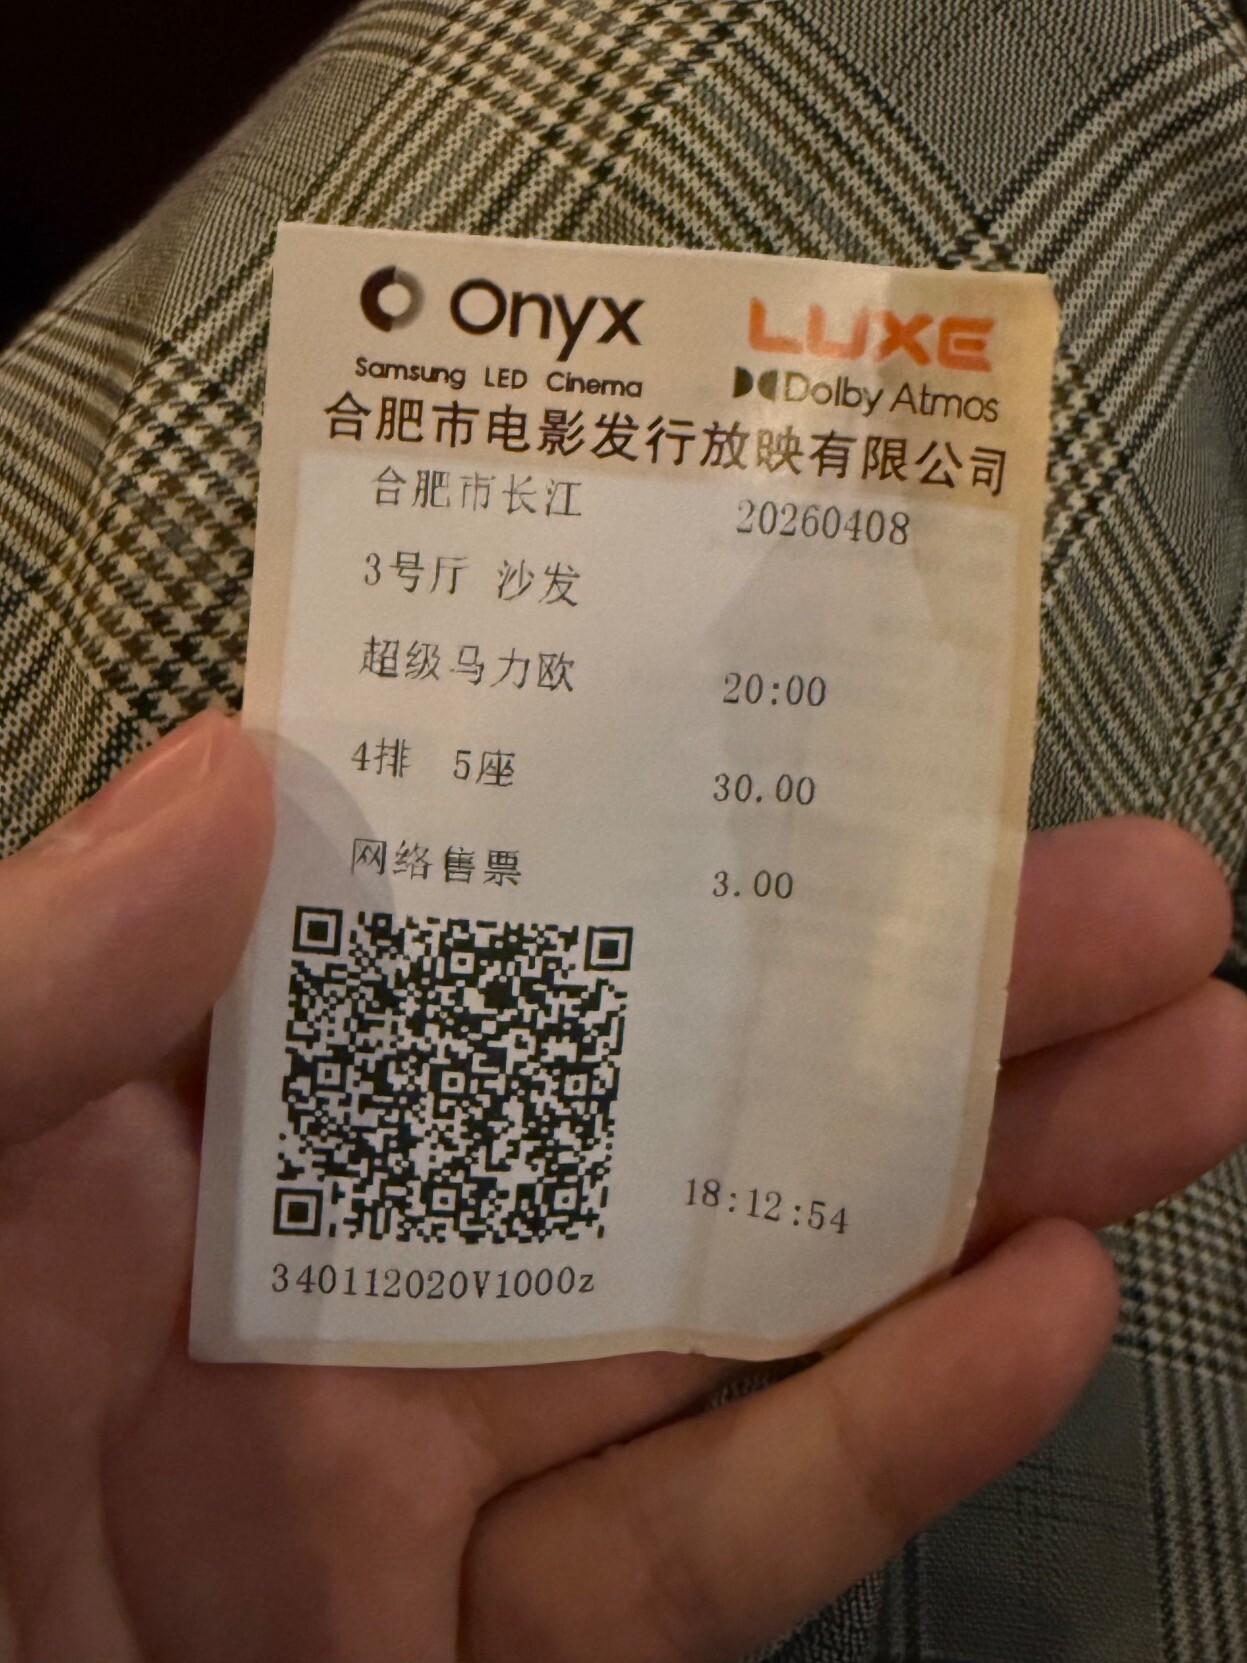 Onyx LUXE
Samsung LED Cinema Dolby Atmos
合肥市电影发行放映有限公司
合肥市长江 20260408
3号厅 沙发
超级马力欧 20:00
4排 5座 30.00
网络售票 3.00
18:12:54
340112020V1000z